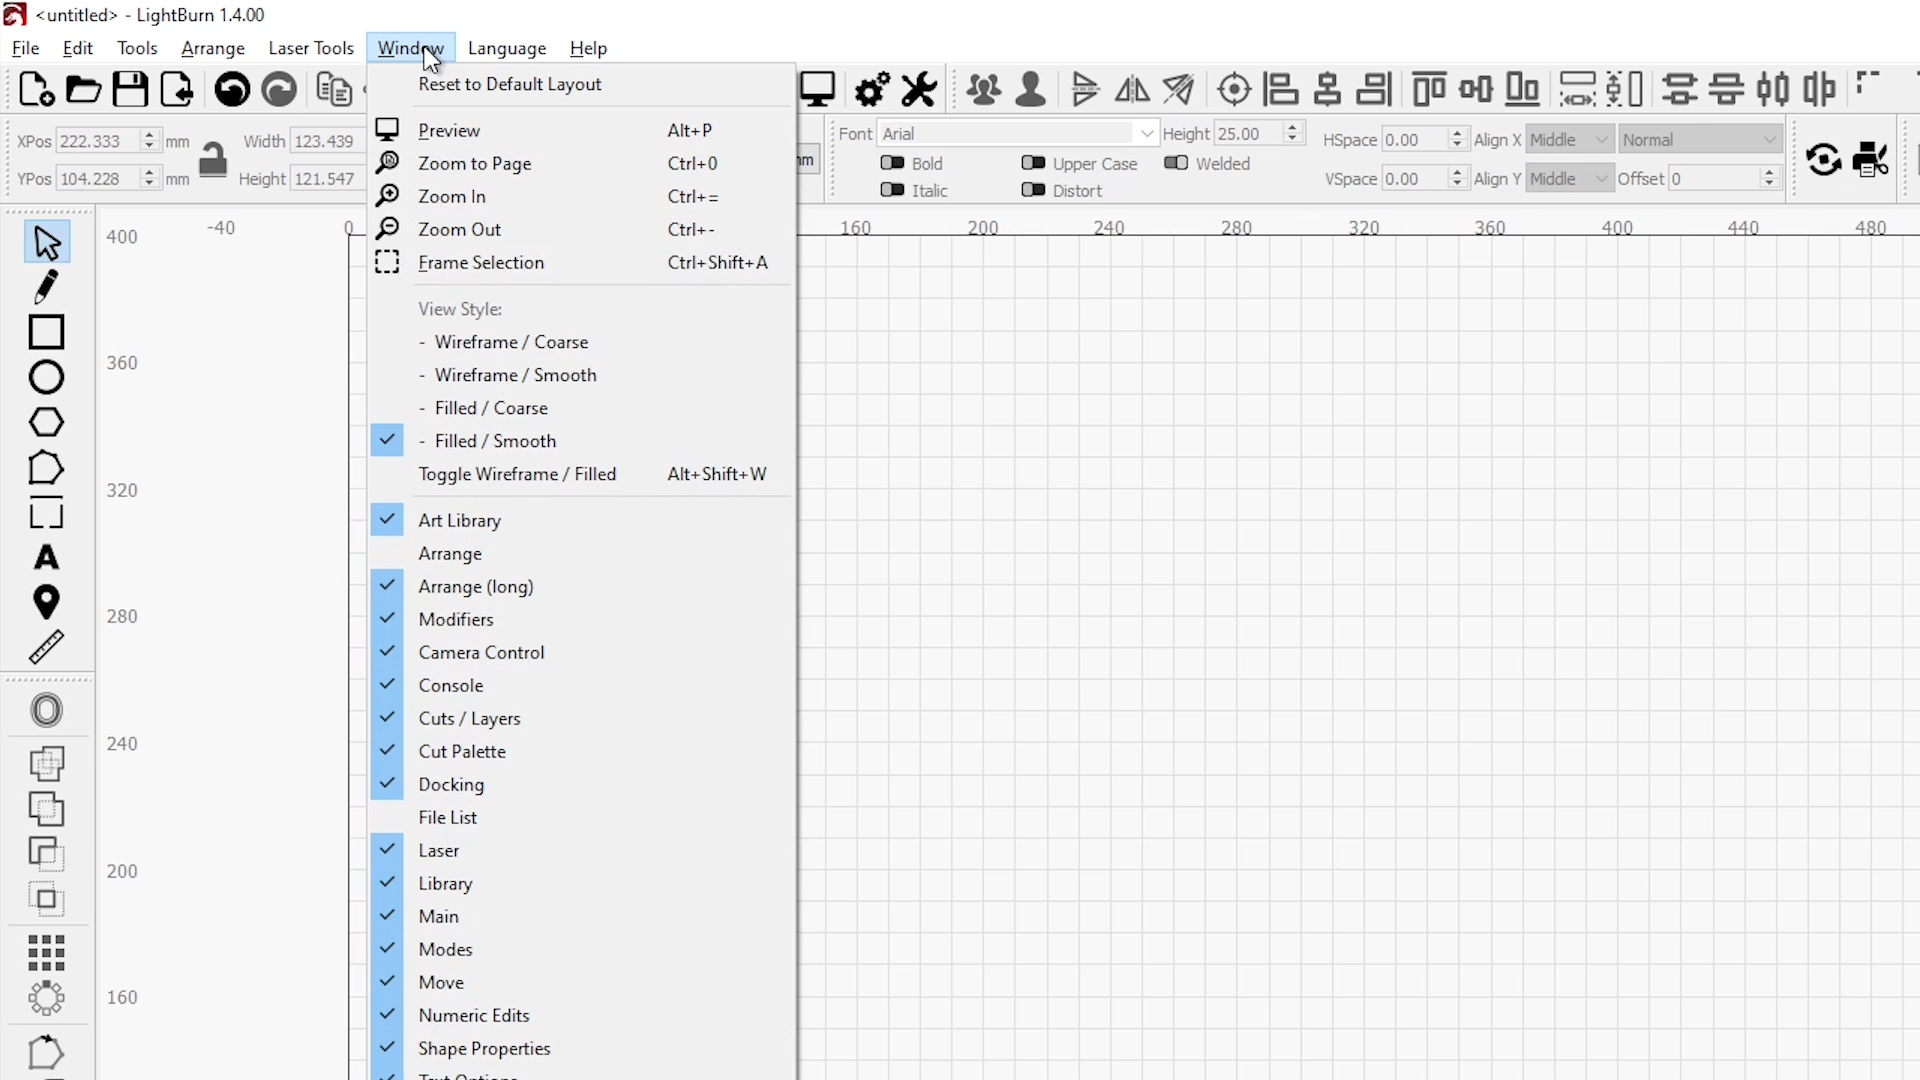 <untitled> - LightBurn 1.4.00
File Edit Tools Arrange Laser Tools Window Language Help
Reset to Default Layout
Preview Alt+P
Zoom to Page Ctrl+0
Zoom In Ctrl+=
Zoom Out Ctrl+-
Frame Selection Ctrl+Shift+A
View Style:
- Wireframe / Coarse
- Wireframe / Smooth
- Filled / Coarse
- Filled / Smooth
Toggle Wireframe / Filled Alt+Shift+W
Art Library
Arrange
Arrange (long)
Modifiers
Camera Control
Console
Cuts / Layers
Cut Palette
Docking
File List
Laser
Library
Main
Modes
Move
Numeric Edits
Shape Properties
Text Options
XPos 222.333 mm Width 123.439
YPos 104.228 mm Height 121.547
mm
Font Arial Height 25.00 HSpace 0.00 Align X Middle Normal
Bold Upper Case Welded
VSpace 0.00 Align Y Middle Offset 0
Italic Distort
-40 0 160 200 240 280 320 360 400 440 480
400
360
320
280
240
200
160